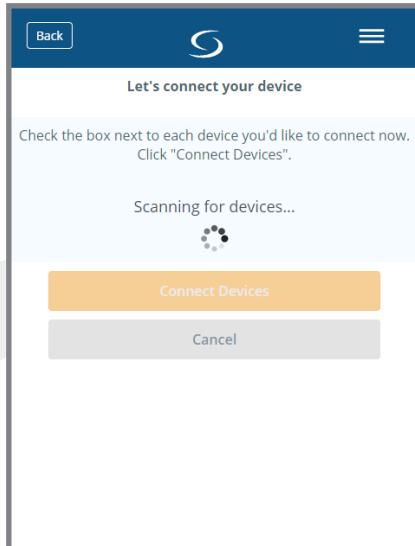 Back
Let's connect your device
Check the box next to each device you'd like to connect now.
Click "Connect Devices".
Scanning for devices...
Connect Devices
Cancel